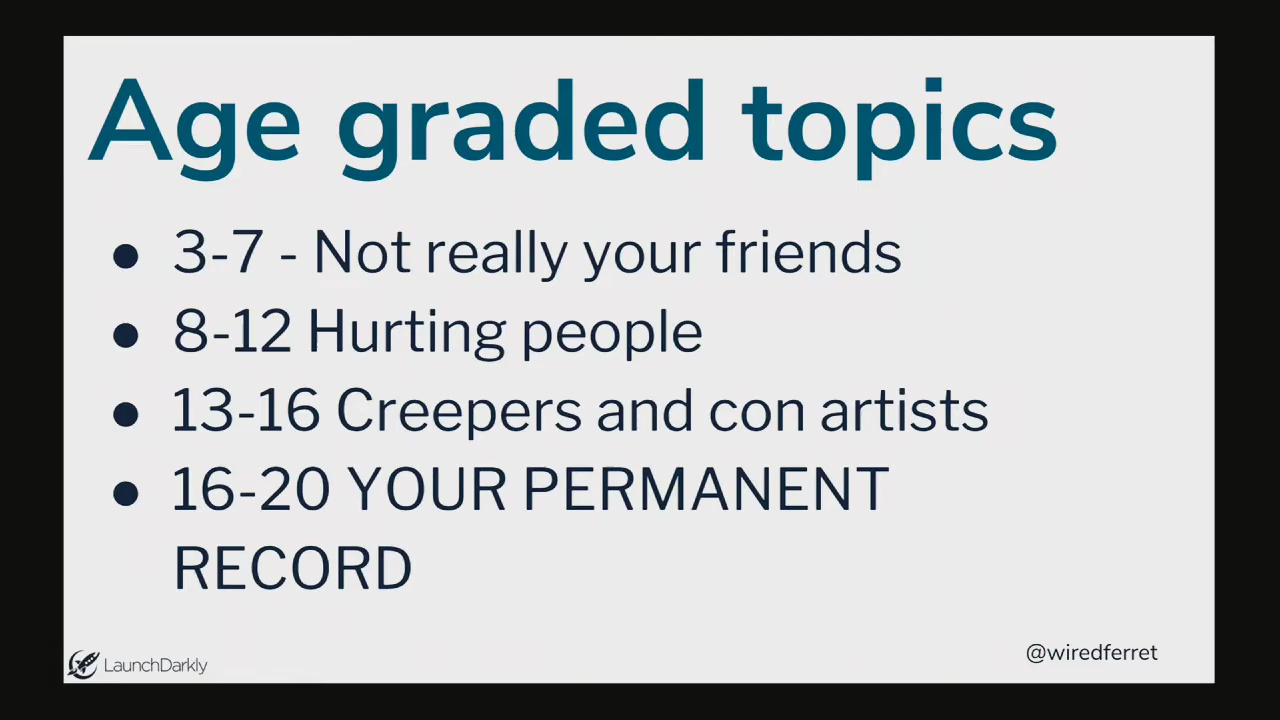 Age graded topics
● 3-7 - Not really your friends
● 8-12 Hurting people
● 13-16 Creepers and con artists
● 16-20 YOUR PERMANENT
RECORD
LaunchDarkly
@wiredferret